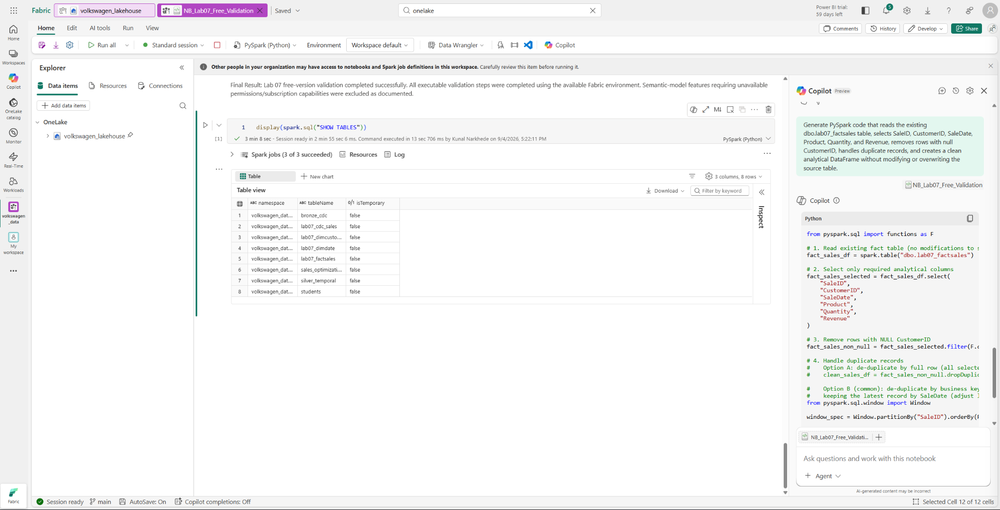 Fabric
volkswagen_lakehouse
NB_Lab07_Free_Validation
Saved
onelake
Power BI trial:
59 days left
5
Home
Edit
AI tools
Run
View
Comments
History
Develop
Share
Run all
Standard session
PySpark (Python)
Environment
Workspace default
Data Wrangler
Copilot
Home
Workspaces
Copilot
OneLake
catalog
Monitor
Real-Time
Workloads
volkswagen
_data
My
workspace
Fabric
Explorer
Data items
Resources
Connections
Add data items
OneLake
volkswagen_lakehouse
Other people in your organization may have access to notebooks and Spark job definitions in this workspace. Carefully review this item before running it.
Final Result: Lab 07 free-version validation completed successfully. All executable validation steps were completed using the available Fabric environment. Semantic-model features requiring unavailable
permissions/subscription capabilities were excluded as documented.
M↓
1 display(spark.sql("SHOW TABLES"))
[1]
3 min 8 sec - Session ready in 2 min 55 sec 6 ms. Command executed in 13 sec 706 ms by Kunal Narkhede on 9/4/2026, 5:22:11 PM
PySpark (Python)
Spark jobs (3 of 3 succeeded) Resources Log
Table
New chart
3 columns, 8 rows
Table view
Download
Filter by keyword
Inspect
ABC namespace ABC tableName 0/1 isTemporary
1 volkswagen_dat... bronze_cdc false
2 volkswagen_dat... lab07_cdc_sales false
3 volkswagen_dat... lab07_dimcusto... false
4 volkswagen_dat... lab07_dimdate false
5 volkswagen_dat... lab07_factsales false
6 volkswagen_dat... sales_optimizati... false
7 volkswagen_dat... silver_temporal false
8 volkswagen_dat... students false
Copilot Preview
Generate PySpark code that reads the existing
dbo.lab07_factsales table, selects SaleID, CustomerID, SaleDate,
Product, Quantity, and Revenue, removes rows with null
CustomerID, handles duplicate records, and creates a clean
analytical DataFrame without modifying or overwriting the
source table.
NB_Lab07_Free_Validation
Copilot
Python
from pyspark.sql import functions as F
# 1. Read existing fact table (no modifications to s
fact_sales_df = spark.table("dbo.lab07_factsales")
# 2. Select only required analytical columns
fact_sales_selected = fact_sales_df.select(
"SaleID",
"CustomerID",
"SaleDate",
"Product",
"Quantity",
"Revenue"
)
# 3. Remove rows with NULL CustomerID
fact_sales_non_null = fact_sales_selected.filter(F.c
# 4. Handle duplicate records
# Option A: de-duplicate by full row (all selecte
# clean_sales_df = fact_sales_non_null.dropDuplic
# Option B (common): de-duplicate by business key
# keeping the latest record by SaleDate (adjust l
from pyspark.sql.window import Window
window_spec = Window.partitionBy("SaleID").orderBy(F
NB_Lab07_Free_Validati...
Ask questions and work with this notebook
Agent
AI-generated content may be incorrect
Session ready
main
AutoSave: On
Copilot completions: Off
Selected Cell 12 of 12 cells